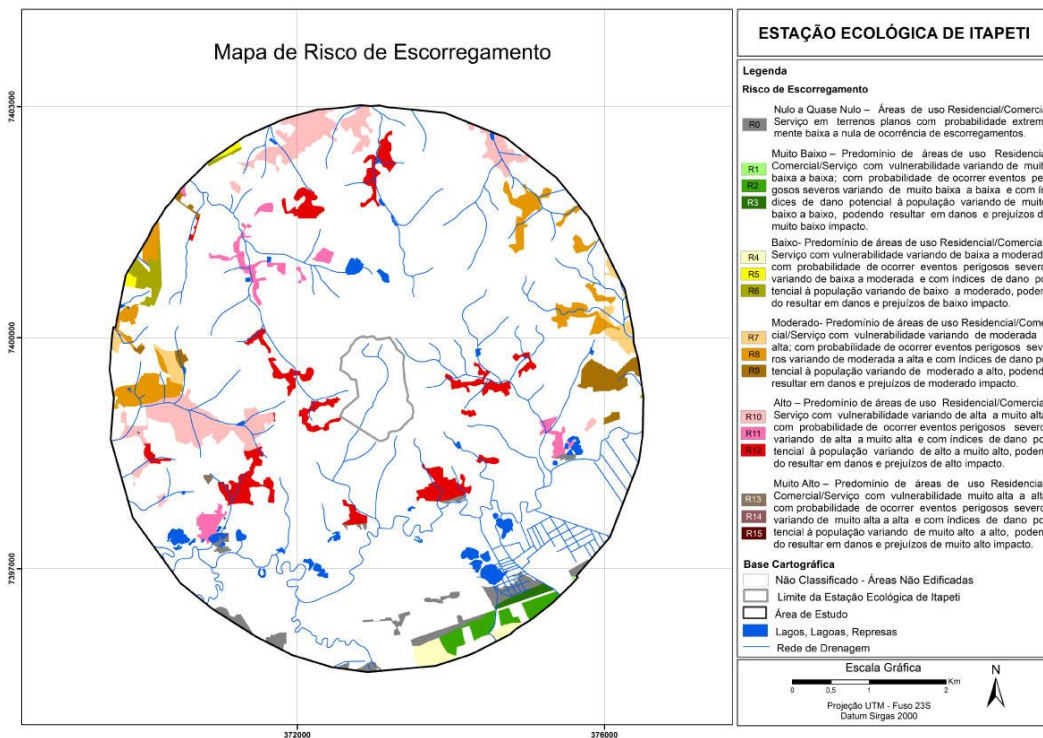 Mapa de Risco de Escorregamento
7403000
7400000
7397000
372000
376000
ESTAÇÃO ECOLÓGICA DE ITAPETI
Legenda
Risco de Escorregamento
R0
Nulo a Quase Nulo – Áreas de uso Residencial/Comercia
Serviço em terrenos planos com probabilidade extrem
mente baixa a nula de ocorrência de escorregamentos.
R1
R2
R3
Muito Baixo – Predomínio de áreas de uso Residencia
Comercial/Serviço com vulnerabilidade variando de muit
baixa a baixa; com probabilidade de ocorrer eventos pe
gosos severos variando de muito baixa a baixa e com ín
dices de dano potencial à população variando de muito
baixo a baixo, podendo resultar em danos e prejuízos d
muito baixo impacto.
R4
R5
R6
Baixo- Predomínio de áreas de uso Residencial/Comercia
Serviço com vulnerabilidade variando de baixa a moderad
com probabilidade de ocorrer eventos perigosos severo
variando de baixa a moderada e com índices de dano po
tencial à população variando de baixo a moderado, poden
do resultar em danos e prejuízos de baixo impacto.
R7
R8
R9
Moderado- Predomínio de áreas de uso Residencial/Come
cial/Serviço com vulnerabilidade variando de moderada
alta; com probabilidade de ocorrer eventos perigosos seve
ros variando de moderada a alta e com índices de dano po
tencial à população variando de moderado a alto, podend
resultar em danos e prejuízos de moderado impacto.
R10
R11
R12
Alto – Predomínio de áreas de uso Residencial/Comercia
Serviço com vulnerabilidade variando de alta a muito alta
com probabilidade de ocorrer eventos perigosos severo
variando de alta a muito alta e com índices de dano po
tencial à população variando de alto a muito alto, poden
do resultar em danos e prejuízos de alto impacto.
R13
R14
R15
Muito Alto – Predomínio de áreas de uso Residencia
Comercial/Serviço com vulnerabilidade muito alta a alta
com probabilidade de ocorrer eventos perigosos severo
variando de muito alta a alta e com índices de dano po
tencial à população variando de muito alto a alto, poden
do resultar em danos e prejuízos de muito alto impacto.
Base Cartográfica
Não Classificado - Áreas Não Edificadas
Limite da Estação Ecológica de Itapeti
Área de Estudo
Lagos, Lagoas, Represas
Rede de Drenagem
Escala Gráfica
Km
0 0,5 1 2
N
Projeção UTM - Fuso 23S
Datum Sirgas 2000